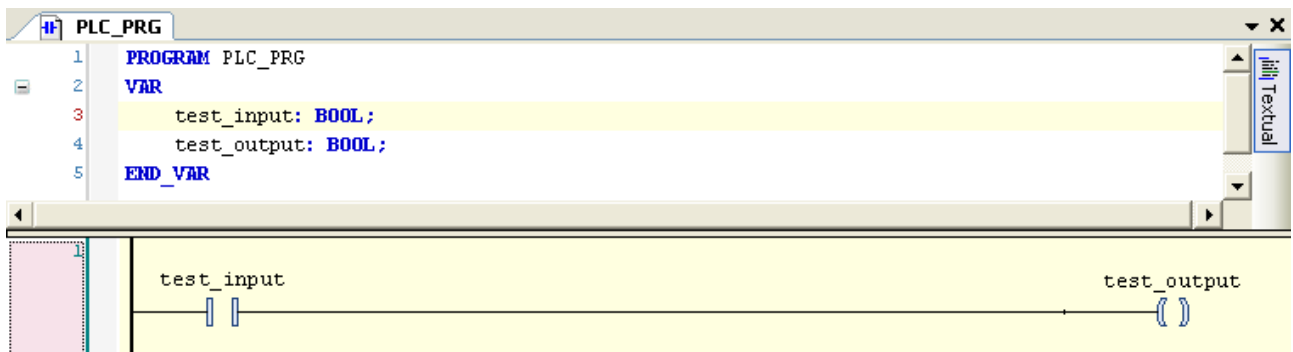 PLC_PRG
1 PROGRAM PLC_PRG
2 VAR
3 test_input: BOOL;
4 test_output: BOOL;
5 END_VAR
Textual
1
test_input test_output